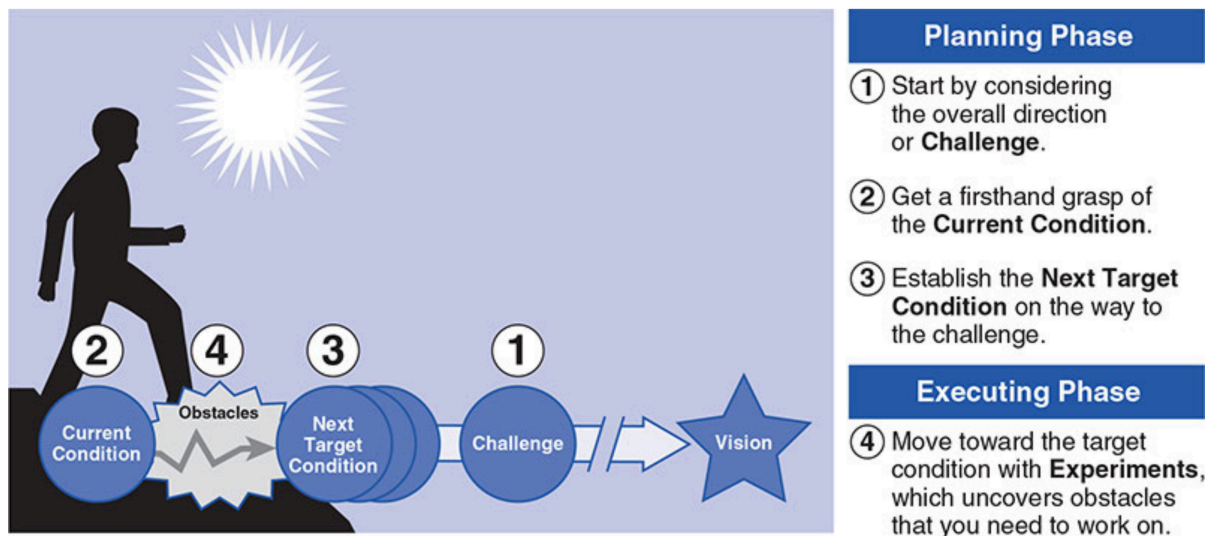 2
4
3
1
Current
Condition
Obstacles
Next
Target
Condition
Challenge
Vision
Planning Phase
1 Start by considering
the overall direction
or Challenge.
2 Get a firsthand grasp of
the Current Condition.
3 Establish the Next Target
Condition on the way to
the challenge.
Executing Phase
4 Move toward the target
condition with Experiments,
which uncovers obstacles
that you need to work on.